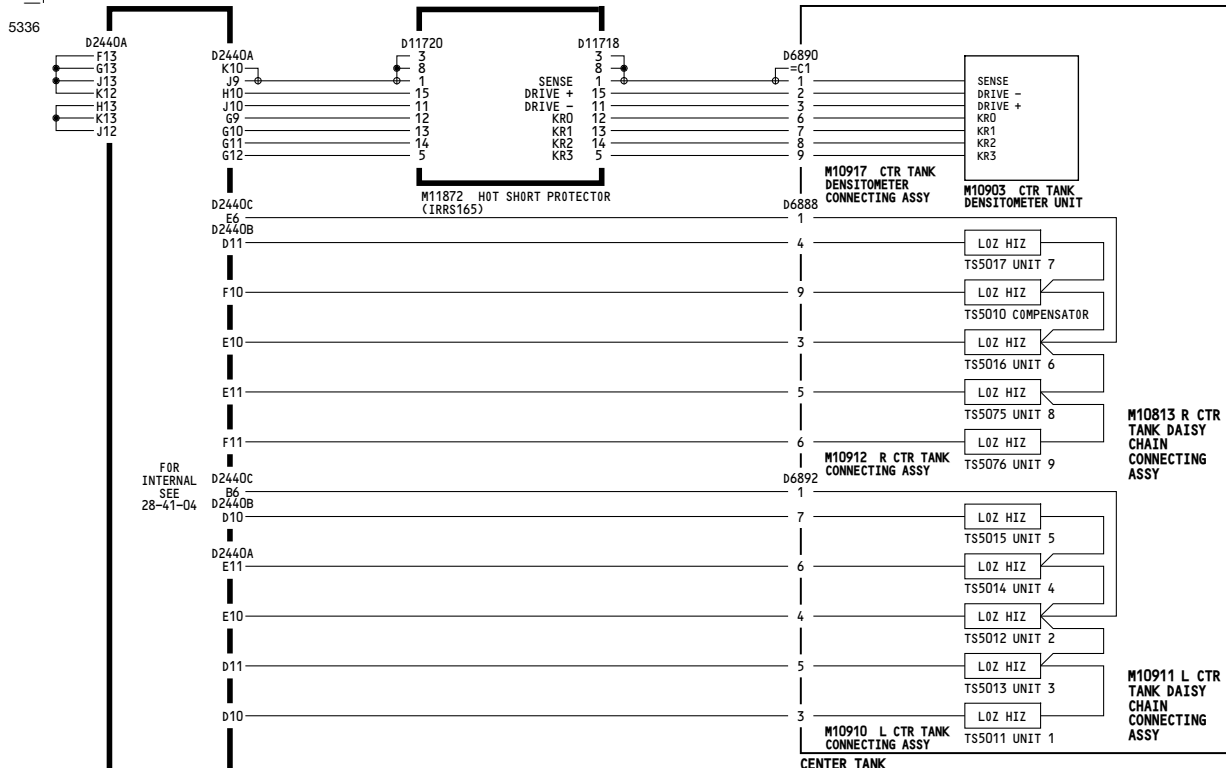 5336
D2440A
F13
G13
J13
K12
H13
K13
J12
D2440A
K10
J9
H10
J10
G9
G10
G11
G12
D11720
3
8
1
15
11
12
13
14
5
D11718
3
8
SENSE 1
DRIVE + 15
DRIVE - 11
KR0 12
KR1 13
KR2 14
KR3 5
M11872 HOT SHORT PROTECTOR
(IRRS165)
D6890
=C1
1
2
3
6
7
8
9
SENSE
DRIVE -
DRIVE +
KR0
KR1
KR2
KR3
M10917 CTR TANK
DENSITOMETER
CONNECTING ASSY
M10903 CTR TANK
DENSITOMETER UNIT
D2440C
E6
D6888
1
D2440B
D11 4 LOZ HIZ
TS5017 UNIT 7
F10 9 LOZ HIZ
TS5010 COMPENSATOR
E10 3 LOZ HIZ
TS5016 UNIT 6
E11 5 LOZ HIZ
TS5075 UNIT 8
F11 6 LOZ HIZ
TS5076 UNIT 9
M10912 R CTR TANK
CONNECTING ASSY
M10813 R CTR
TANK DAISY
CHAIN
CONNECTING
ASSY
FOR
INTERNAL
SEE
28-41-04
D2440C
B6
D6892
1
D2440B
D10 7 LOZ HIZ
TS5015 UNIT 5
D2440A
E11 6 LOZ HIZ
TS5014 UNIT 4
E10 4 LOZ HIZ
TS5012 UNIT 2
D11 5 LOZ HIZ
TS5013 UNIT 3
D10 3 LOZ HIZ
TS5011 UNIT 1
M10910 L CTR TANK
CONNECTING ASSY
M10911 L CTR
TANK DAISY
CHAIN
CONNECTING
ASSY
CENTER TANK